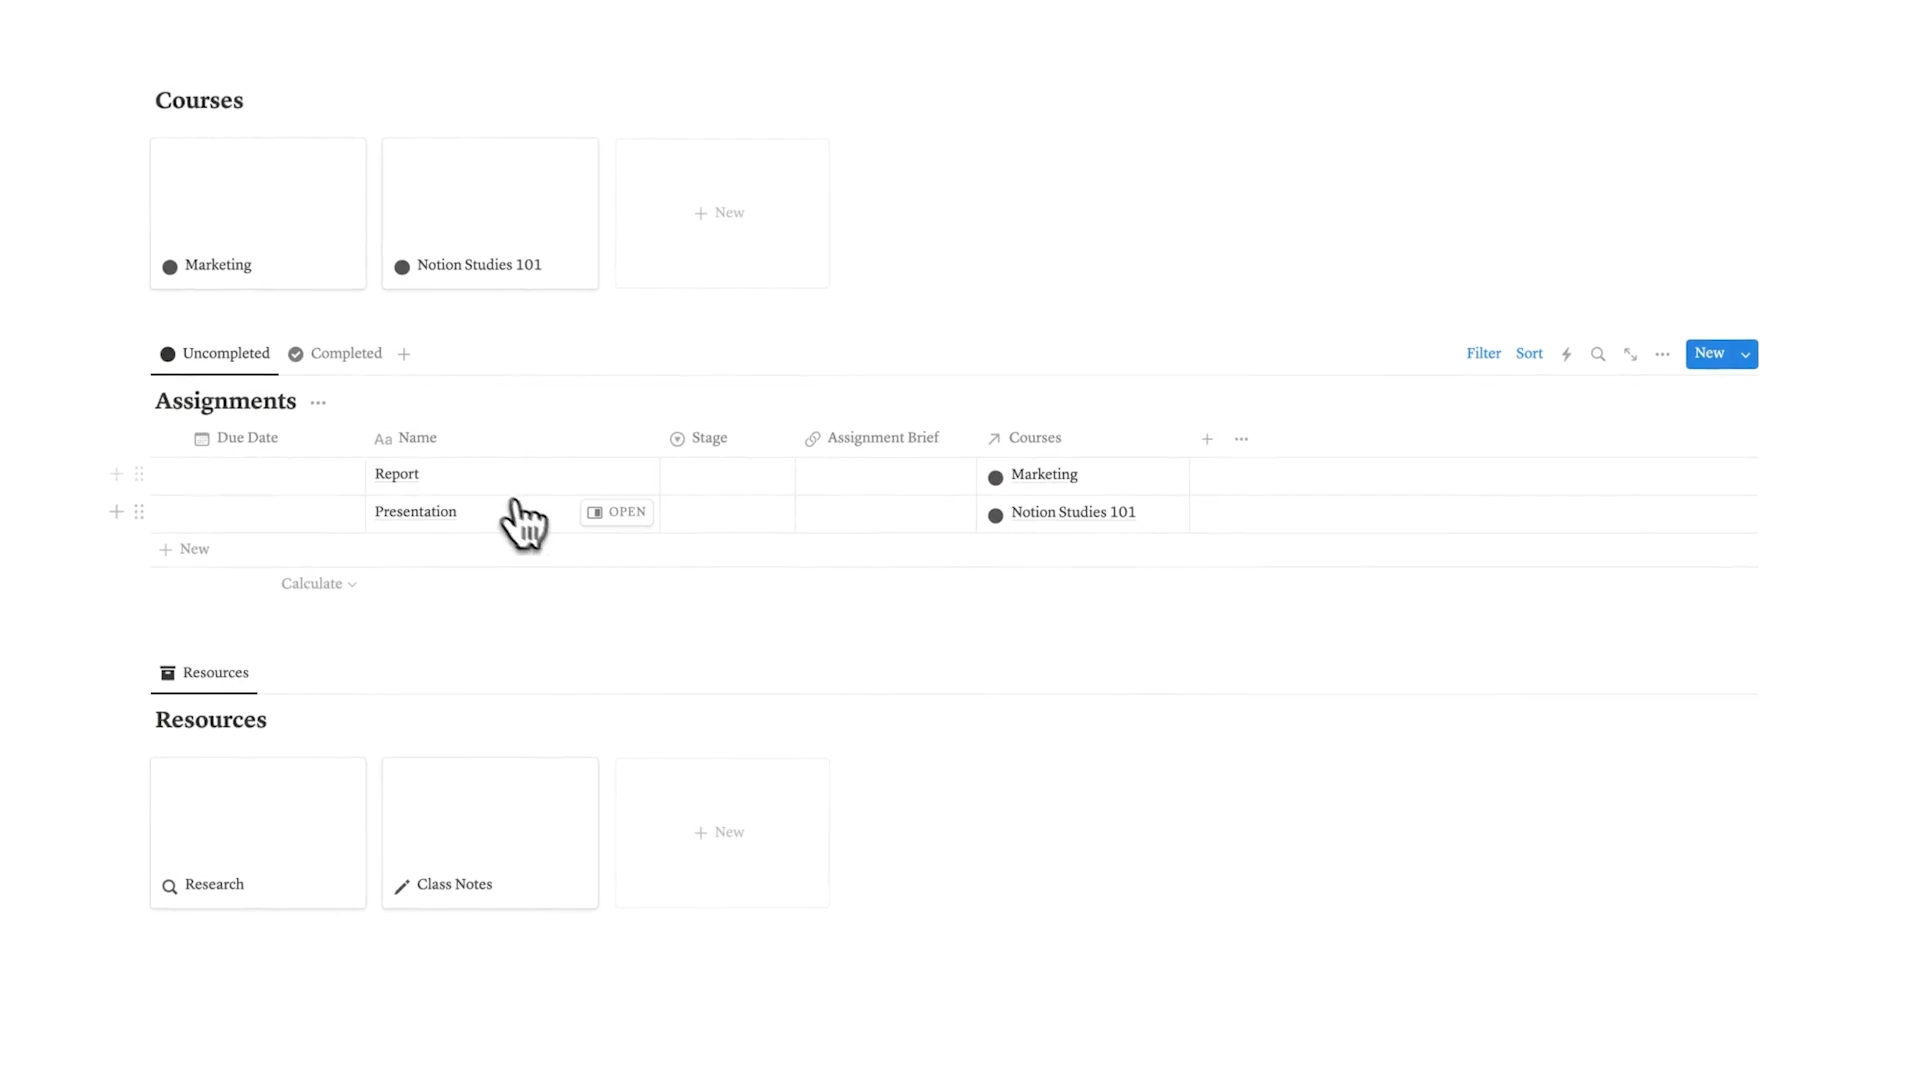 Courses
Marketing
Notion Studies 101
+ New
Uncompleted
Completed
Filter
Sort
New
Assignments
Due Date
Aa Name
Stage
Assignment Brief
Courses
Report
Marketing
Presentation
OPEN
Notion Studies 101
+ New
Calculate
Resources
Resources
Research
Class Notes
+ New